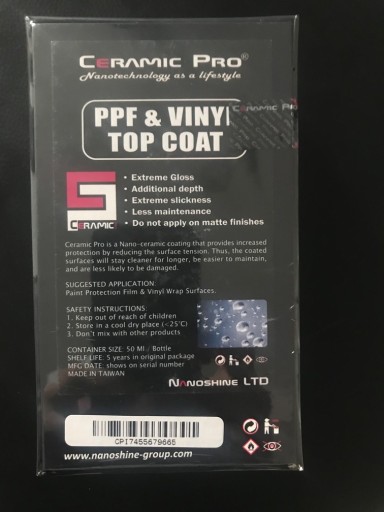 CERAMIC PRO®
Nanotechnology as a lifestyle
PPF & VINYL
TOP COAT
CERAMIC PRO
• Extreme Gloss
• Additional depth
• Extreme slickness
• Less maintenance
• Do not apply on matte finishes
CERAMIC
Ceramic Pro is a Nano-ceramic coating that provides increased
protection by reducing the surface tension. Thus, the coated
surfaces will stay cleaner for longer, be easier to maintain,
and are less likely to be damaged.
SUGGESTED APPLICATION:
Paint Protection Film & Vinyl Wrap Surfaces.
SAFETY INSTRUCTIONS:
1. Keep out of reach of children
2. Store in a cool dry place (<25°C)
3. Don't mix with other products
CONTAINER SIZE: 50 Ml - Bottle
SHELF LIFE: 5 years in original package
MFG DATE: shows on serial number
MADE IN TAIWAN
NANOSHINE LTD
CPI7455679665
www.nanoshine-group.com